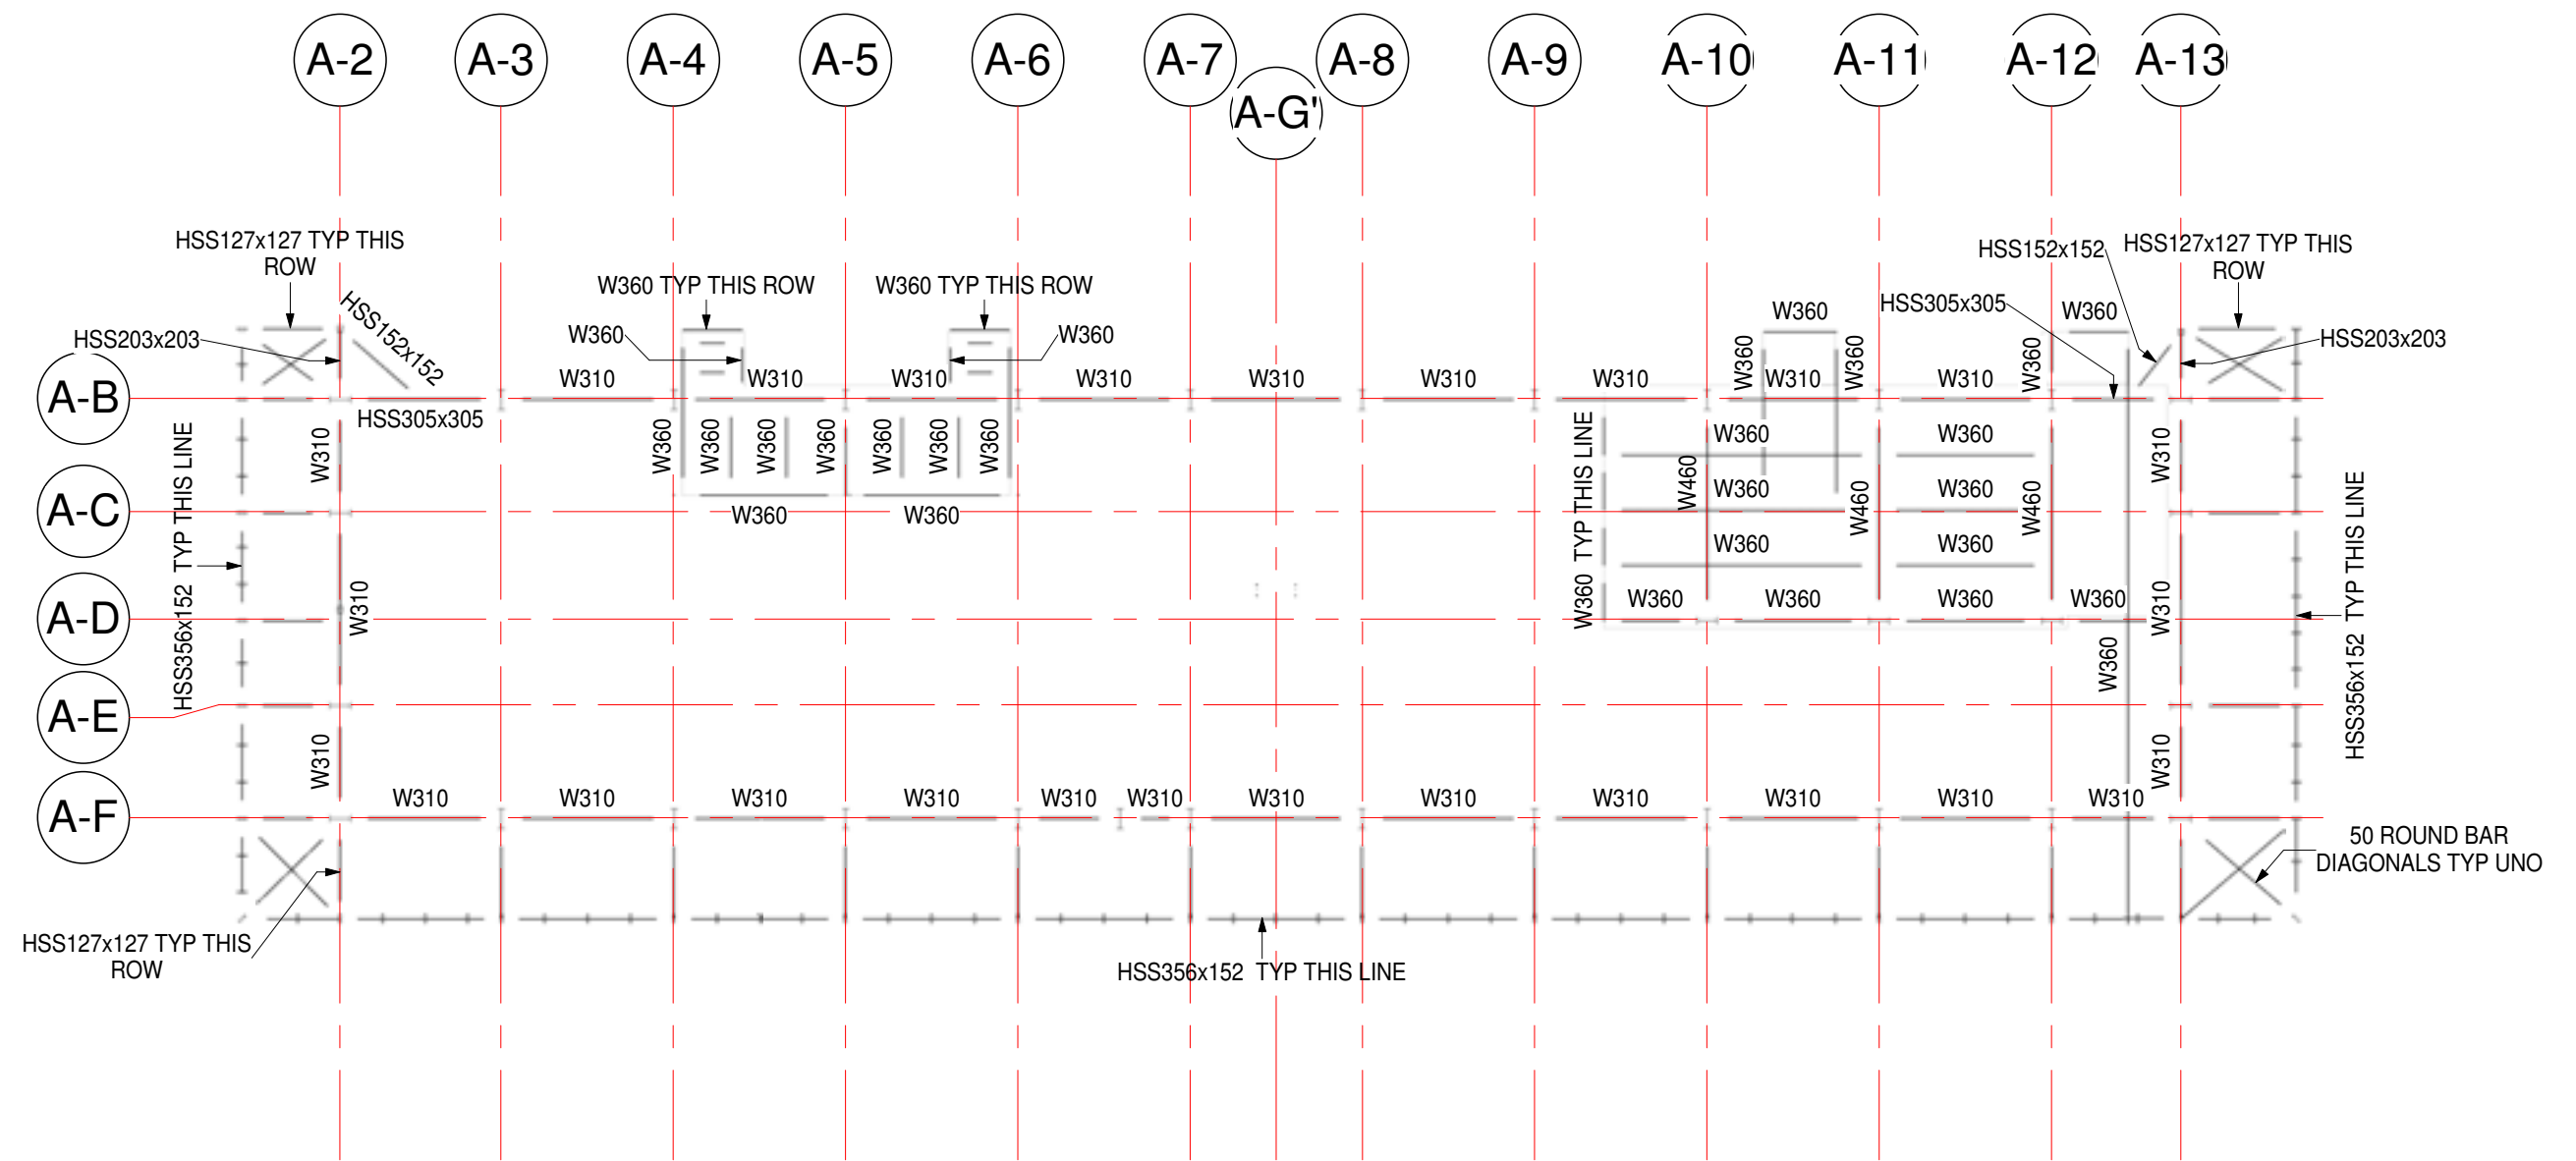 A-2
A-3
A-4
A-5
A-6
A-7
A-G'
A-8
A-9
A-10
A-11
A-12
A-13
HSS127x127 TYP THIS
ROW
HSS152x152
HSS203x203
W360 TYP THIS ROW
W360 TYP THIS ROW
W360
W360
HSS152x152
HSS127x127 TYP THIS
ROW
HSS305x305
W360
W360
HSS203x203
W360
W360
W360
A-B
HSS305x305
W310
W310
W310
W310
W310
W310
W310
W310
W310
W310
W360
W360
W360
W360
W360
W360
W360
W360 TYP THIS LINE
W360
W360
W310
HSS356x152 TYP THIS LINE
A-C
W360
W360
W460
W360
W460
W360
W460
W360
W360
HSS356x152 TYP THIS LINE
A-D
W310
W360
W360
W360
W360
W310
W360
A-E
W310
W310
A-F
W310
W310
W310
W310
W310
W310
W310
W310
W310
W310
W310
W310
50 ROUND BAR
DIAGONALS TYP UNO
HSS127x127 TYP THIS
ROW
HSS356x152 TYP THIS LINE